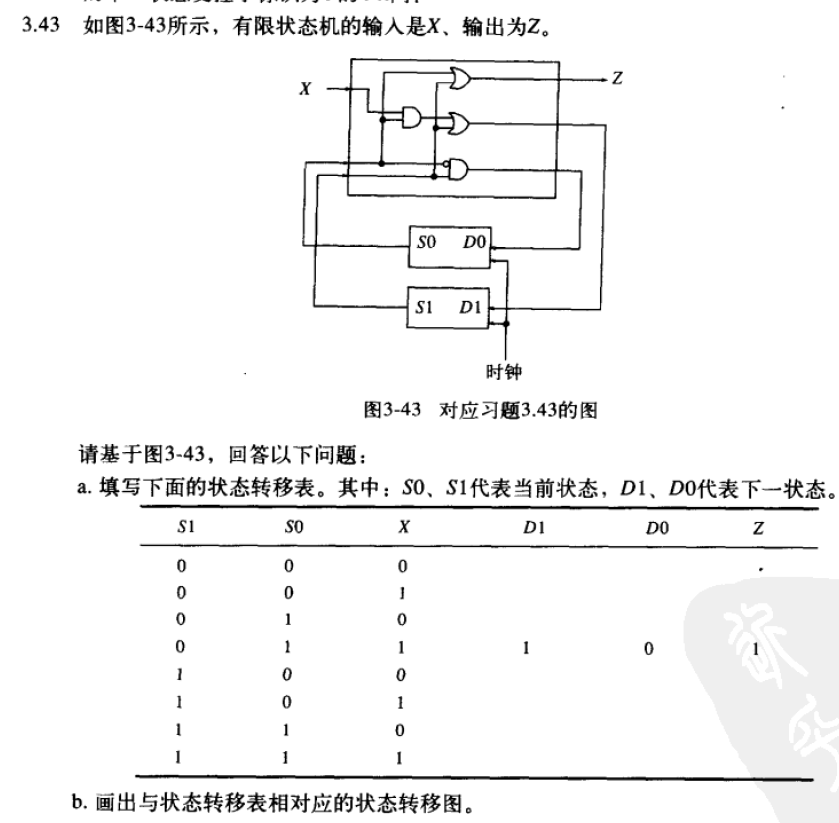 3.43 如图3-43所示，有限状态机的输入是X、输出为Z。
X
Z
S0 D0
S1 D1
时钟
图3-43 对应习题3.43的图
请基于图3-43，回答以下问题：
a. 填写下面的状态转移表。其中：S0、S1代表当前状态，D1、D0代表下一状态。
S1 S0 X D1 D0 Z
0 0 0
0 0 1
0 1 0
0 1 1 1 0 1
1 0 0
1 0 1
1 1 0
1 1 1
b. 画出与状态转移表相对应的状态转移图。